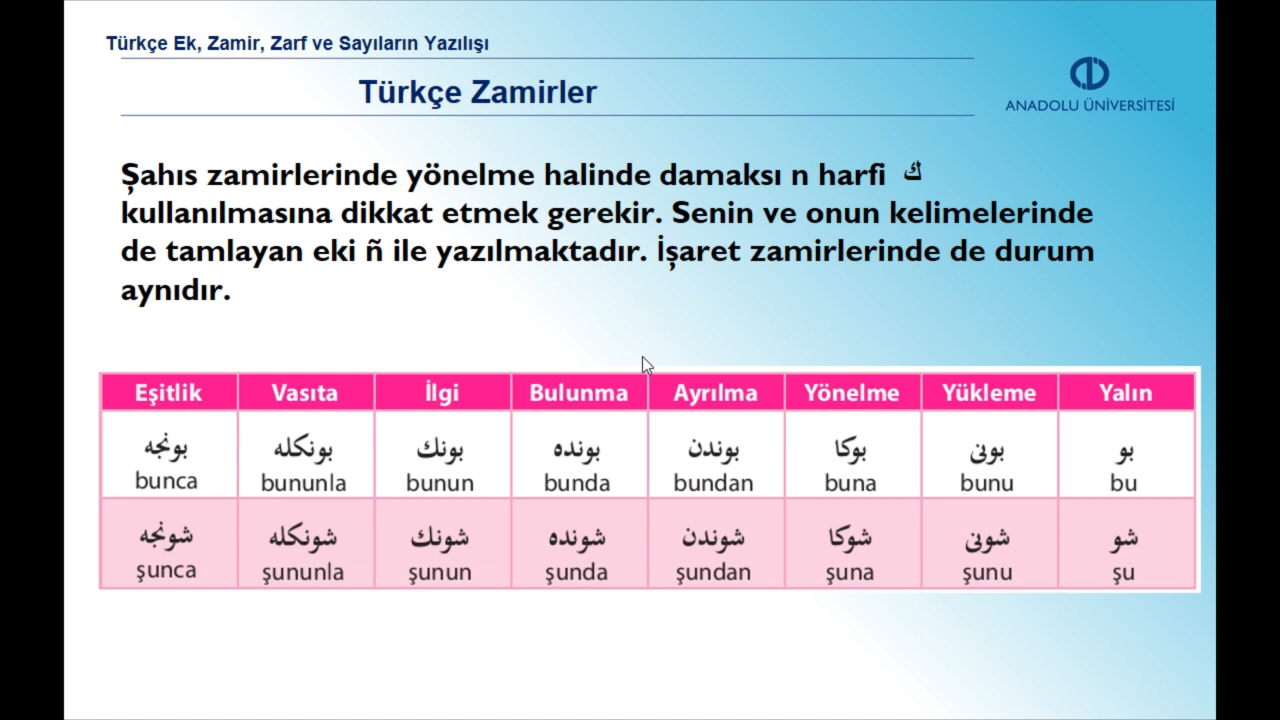 Türkçe Ek, Zamir, Zarf ve Sayıların Yazılışı
Türkçe Zamirler
ANADOLU ÜNİVERSİTESİ
Şahıs zamirlerinde yönelme halinde damaksı n harfi ك
kullanılmasına dikkat etmek gerekir. Senin ve onun kelimelerinde
de tamlayan eki ñ ile yazılmaktadır. İşaret zamirlerinde de durum
aynıdır.
Eşitlik Vasıta İlgi Bulunma Ayrılma Yönelme Yükleme Yalın
بونجه بونكله بونك بونده بوندن بوكا بونی بو
bunca bununla bunun bunda bundan buna bunu bu
شونجه شونكله شونك شونده شوندن شوكا شونی شو
şunca şununla şunun şunda şundan şuna şunu şu